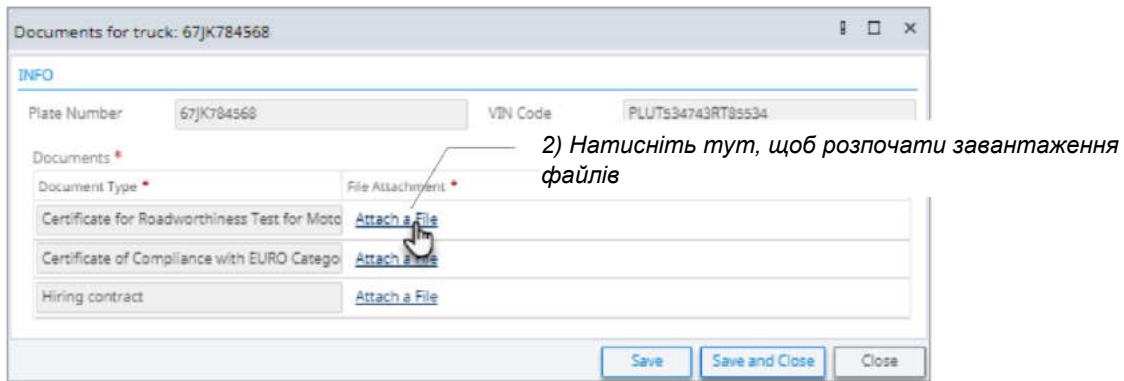 Documents for truck: 67JK784568
INFO
Plate Number 67JK784568 VIN Code PLUT534743RT85534
2) Натисніть тут, щоб розпочати завантаження
файлів
Documents *
Document Type * File Attachment *
Certificate for Roadworthiness Test for Moto Attach a File
Certificate of Compliance with EURO Catego Attach a File
Hiring contract Attach a File
Save Save and Close Close